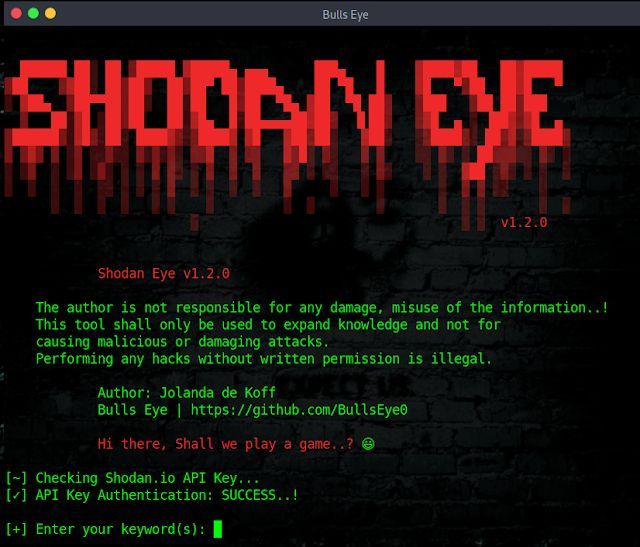 Bulls Eye
SHODAN EYE
v1.2.0
Shodan Eye v1.2.0
The author is not responsible for any damage, misuse of the information..!
This tool shall only be used to expand knowledge and not for
causing malicious or damaging attacks.
Performing any hacks without written permission is illegal.
Author: Jolanda de Koff
Bulls Eye | https://github.com/BullsEye0
Hi there, Shall we play a game..? 😃
[~] Checking Shodan.io API Key...
[✓] API Key Authentication: SUCCESS..!
[+] Enter your keyword(s):